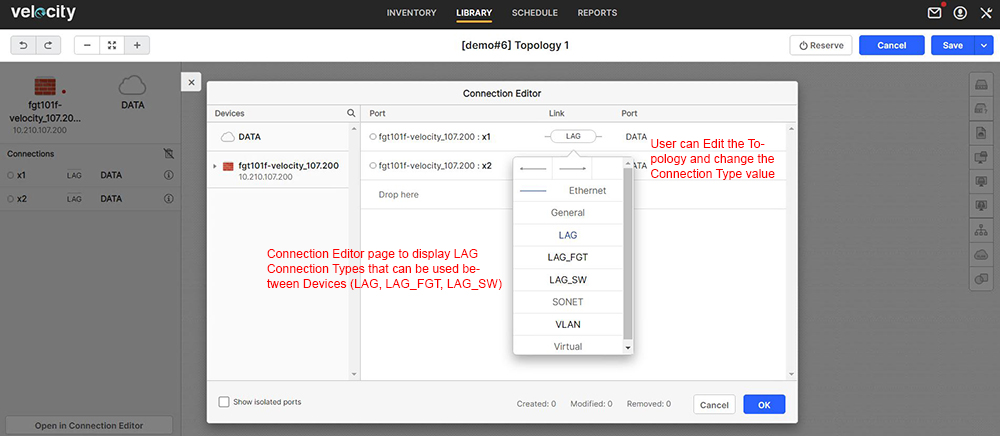 velocity
INVENTORY
LIBRARY
SCHEDULE
REPORTS
[demo#6] Topology 1
Reserve
Cancel
Save
fgt101f-
velocity_107.20...
10.210.107.200
DATA
Connections
x1 LAG DATA
x2 LAG DATA
Open in Connection Editor
Connection Editor
Devices
Port
Link
Port
DATA
fgt101f-velocity_107.200
10.210.107.200
fgt101f-velocity_107.200 : x1
LAG
DATA
fgt101f-velocity_107.200 : x2
DATA
Drop here
Ethernet
General
LAG
LAG_FGT
LAG_SW
SONET
VLAN
Virtual
User can Edit the To-
pology and change the
Connection Type value
Connection Editor page to display LAG
Connection Types that can be used be-
tween Devices (LAG, LAG_FGT, LAG_SW)
Show isolated ports
Created: 0
Modified: 0
Removed: 0
Cancel
OK